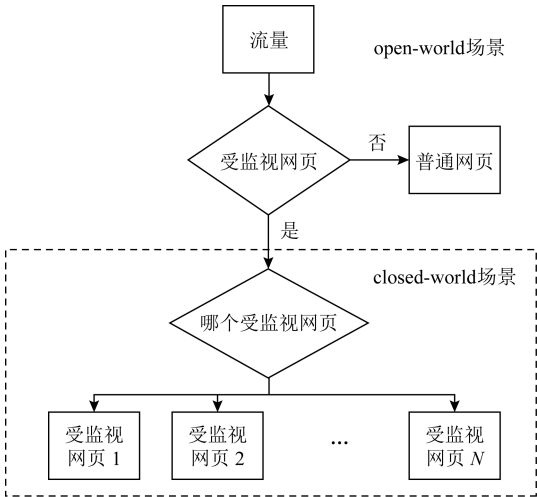 流量
open-world场景
受监视网页
否
普通网页
是
closed-world场景
哪个受监视网页
受监视
网页 1
受监视
网页 2
...
受监视
网页 N